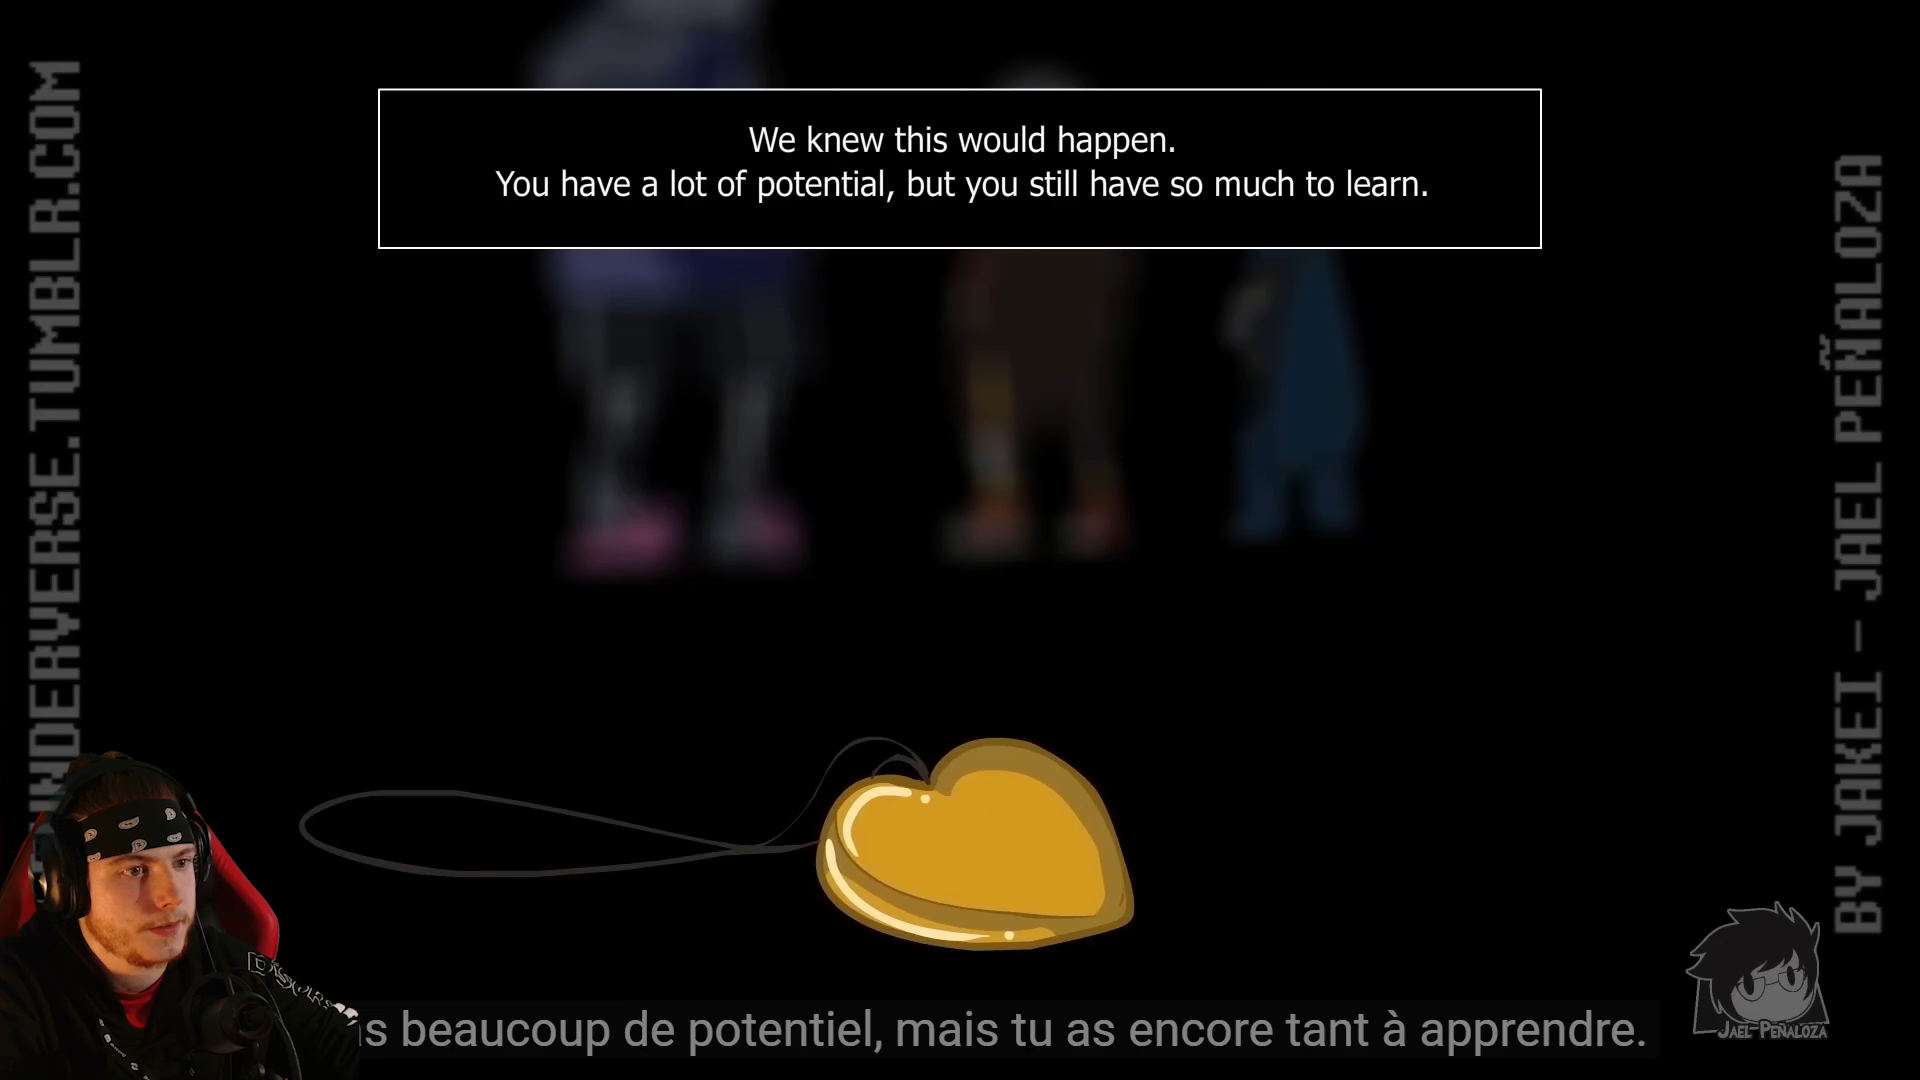 We knew this would happen.
You have a lot of potential, but you still have so much to learn.
UNDERVERSE.TUMBLR.COM
BY JAKEI - JAEL PEÑALOZA
beaucoup de potentiel, mais tu as encore tant à apprendre.
JAEL-PEÑALOZA